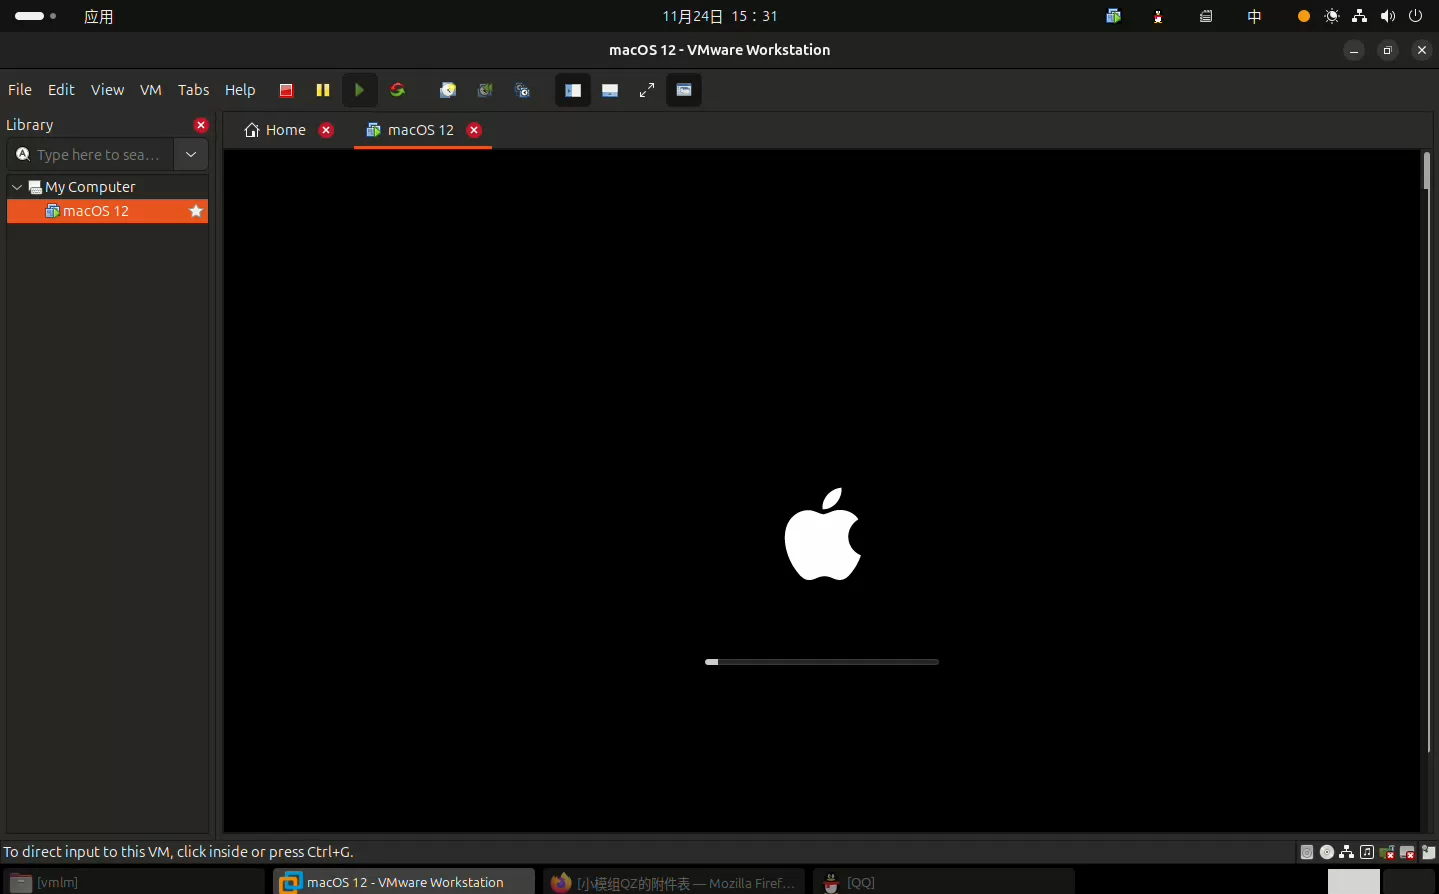 应用
11月24日 15：31
中
macOS 12 - VMware Workstation
File Edit View VM Tabs Help
Library
Home
macOS 12
Type here to sea…
My Computer
macOS 12
To direct input to this VM, click inside or press Ctrl+G.
[vmlm]
macOS 12 - VMware Workstation
[小模组QZ的附件表 — Mozilla Firef…
[QQ]